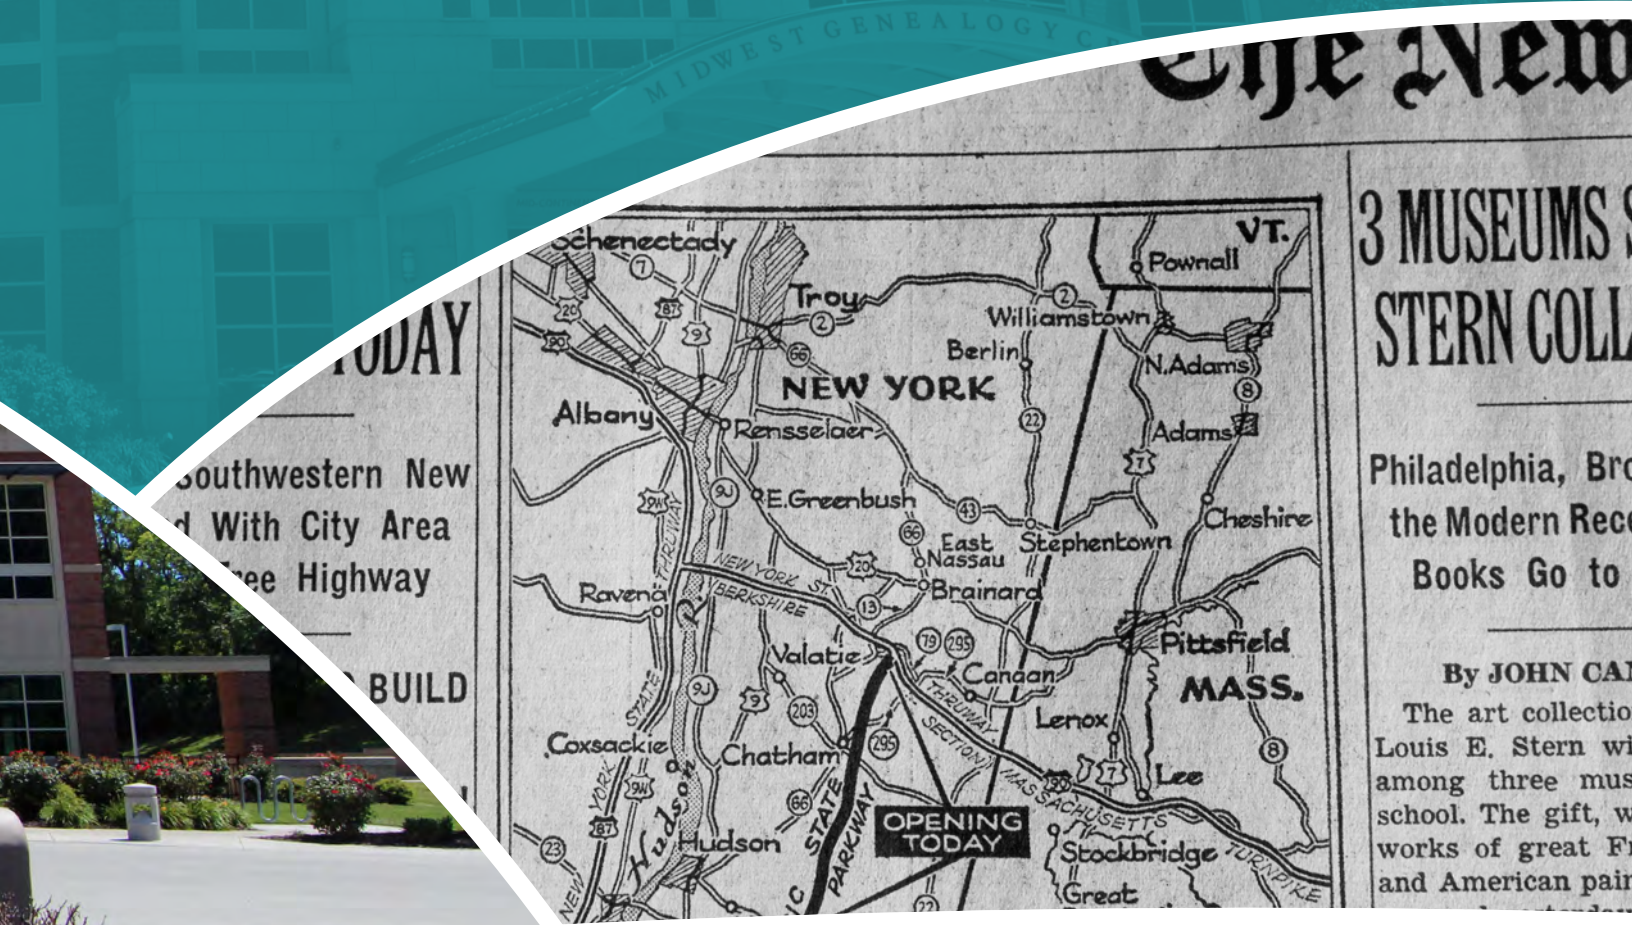 MIDWEST GENEALOGY
The New
TODAY
Southwestern New
d With City Area
ree Highway
BUILD
Schenectady
7
20
87
9
90
Troy
2
66
NEW YORK
Albany
Rensselaer
9W
9J
E. Greenbush
THRUWAY
43
66
East
Nassau
Stephentown
VT.
Pownall
2
Williamstown
Berlin
N. Adams
8
22
Adams
7
Cheshire
NEW YORK ST.
BERKSHIRE
20
Brainard
13
Ravena
R.
79
295
Valatie
Canaan
THRUWAY
SECTION
Pittsfield
MASS.
Lenox
9J
9
203
STATE
Coxsackie
Chatham
295
8
90
7
Lee
MASSACHUSETTS
TURNPIKE
9W
NEW YORK
87
66
STATE
PARKWAY
OPENING
TODAY
Hudson
Hudson
23
Stockbridge
Great
22
IC
3 MUSEUMS S
STERN COLL
Philadelphia, Bro
the Modern Rece
Books Go to
By JOHN CAN
The art collectio
Louis E. Stern wi
among three mus
school. The gift, w
works of great Fr
and American pain